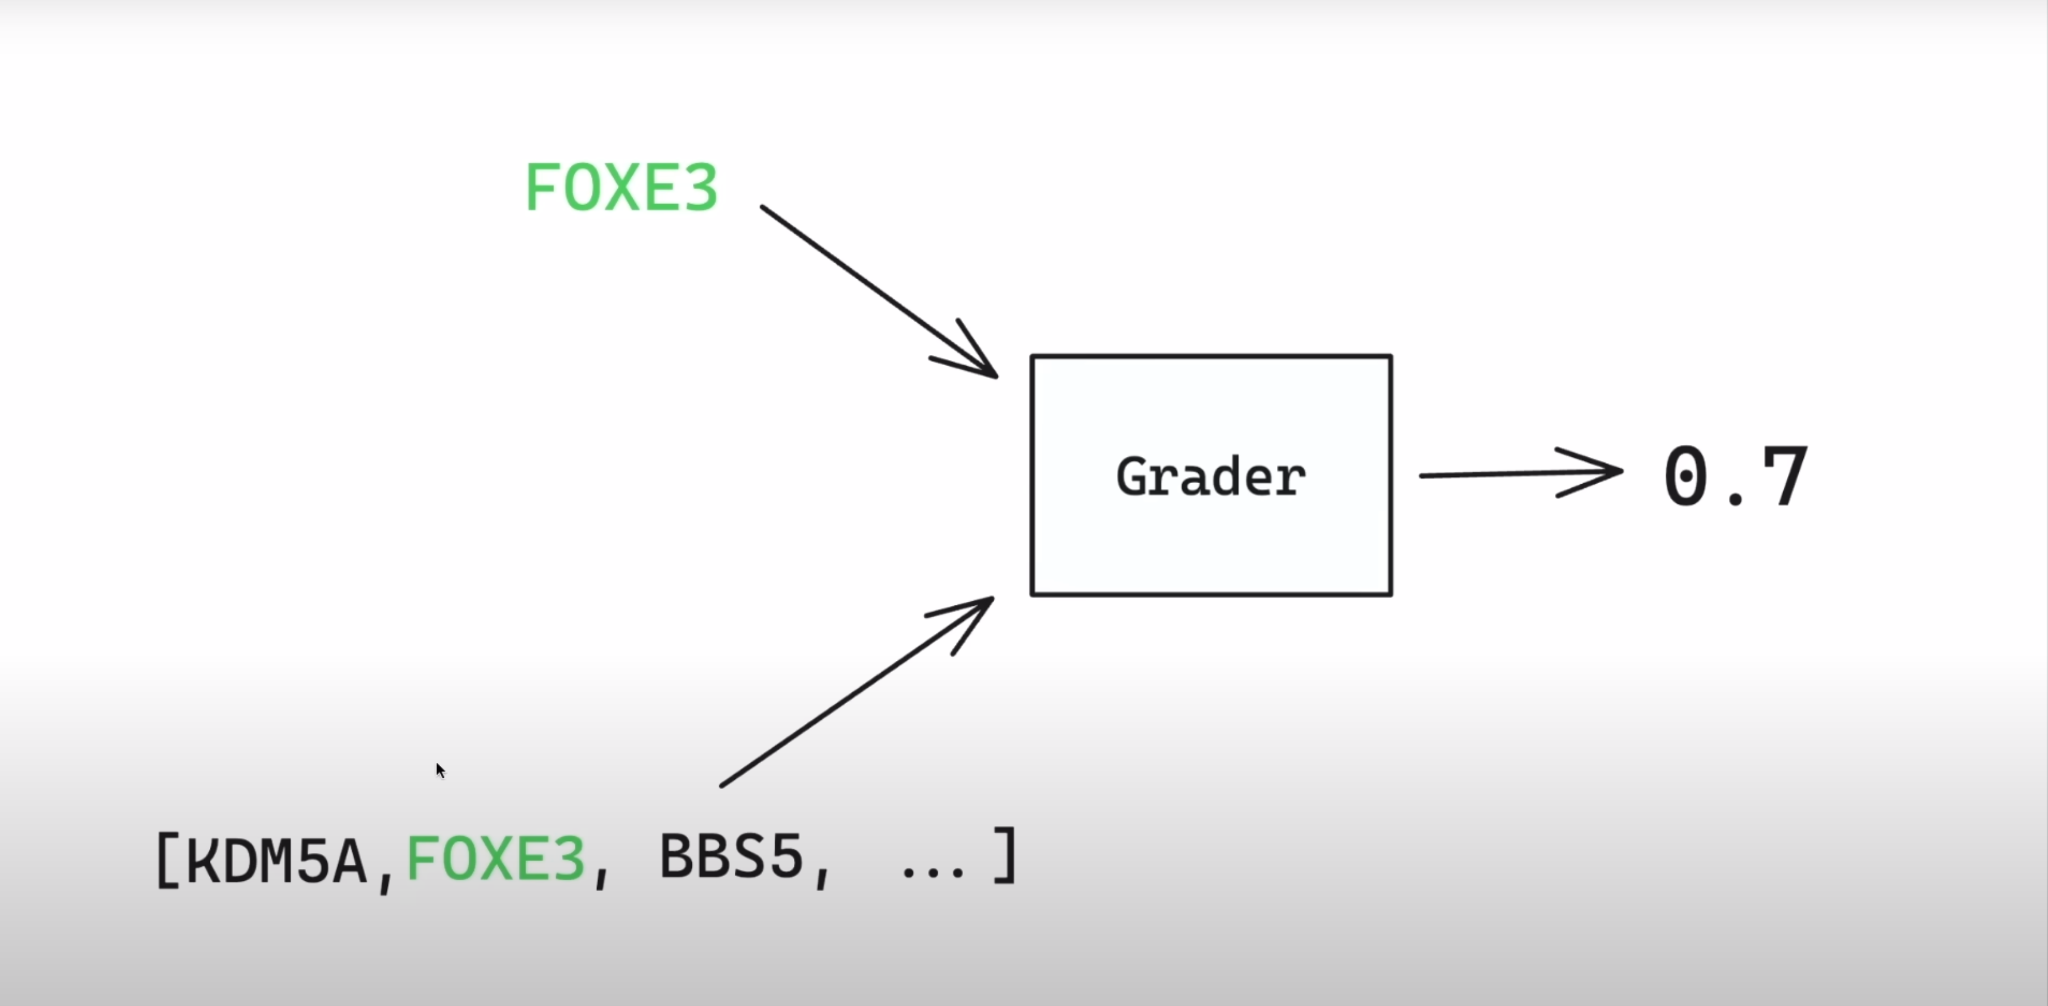 FOXE3
Grader
0.7
[KDM5A,FOXE3, BBS5, ...]